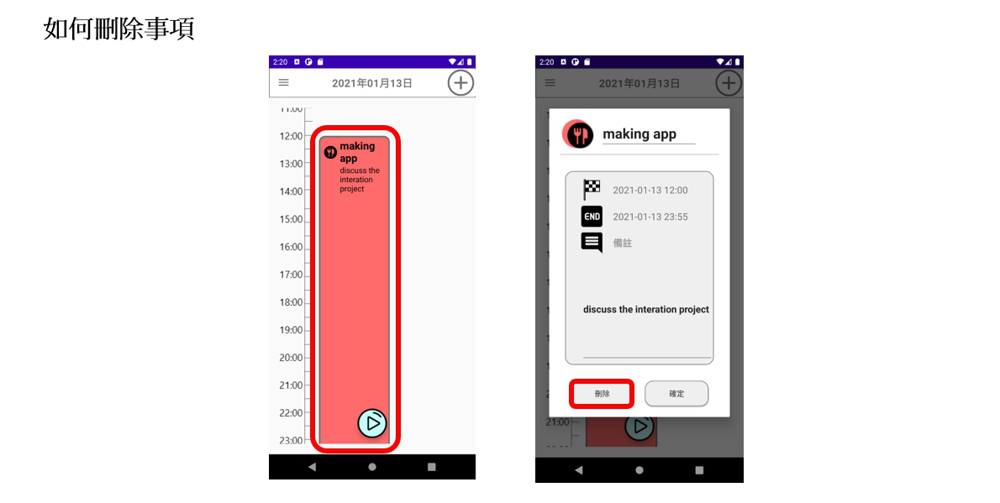 如何刪除事項
2:20
2021年01月13日
11:00
12:00
13:00
14:00
15:00
16:00
17:00
18:00
19:00
20:00
21:00
22:00
23:00
making
app
discuss the
interation
project
2:20
2021年01月13日
making app
2021-01-13 12:00
END
2021-01-13 23:55
備註
discuss the interation project
刪除
確定
21:00